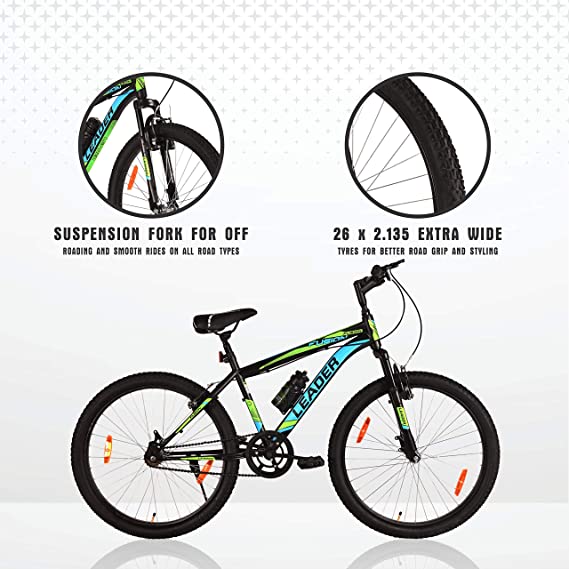 LEADER
SUSPENSION FORK FOR OFF
ROADING AND SMOOTH RIDES ON ALL ROAD TYPES
26 x 2.135 EXTRA WIDE
TYRES FOR BETTER ROAD GRIP AND STYLING
FUSION
LEADER